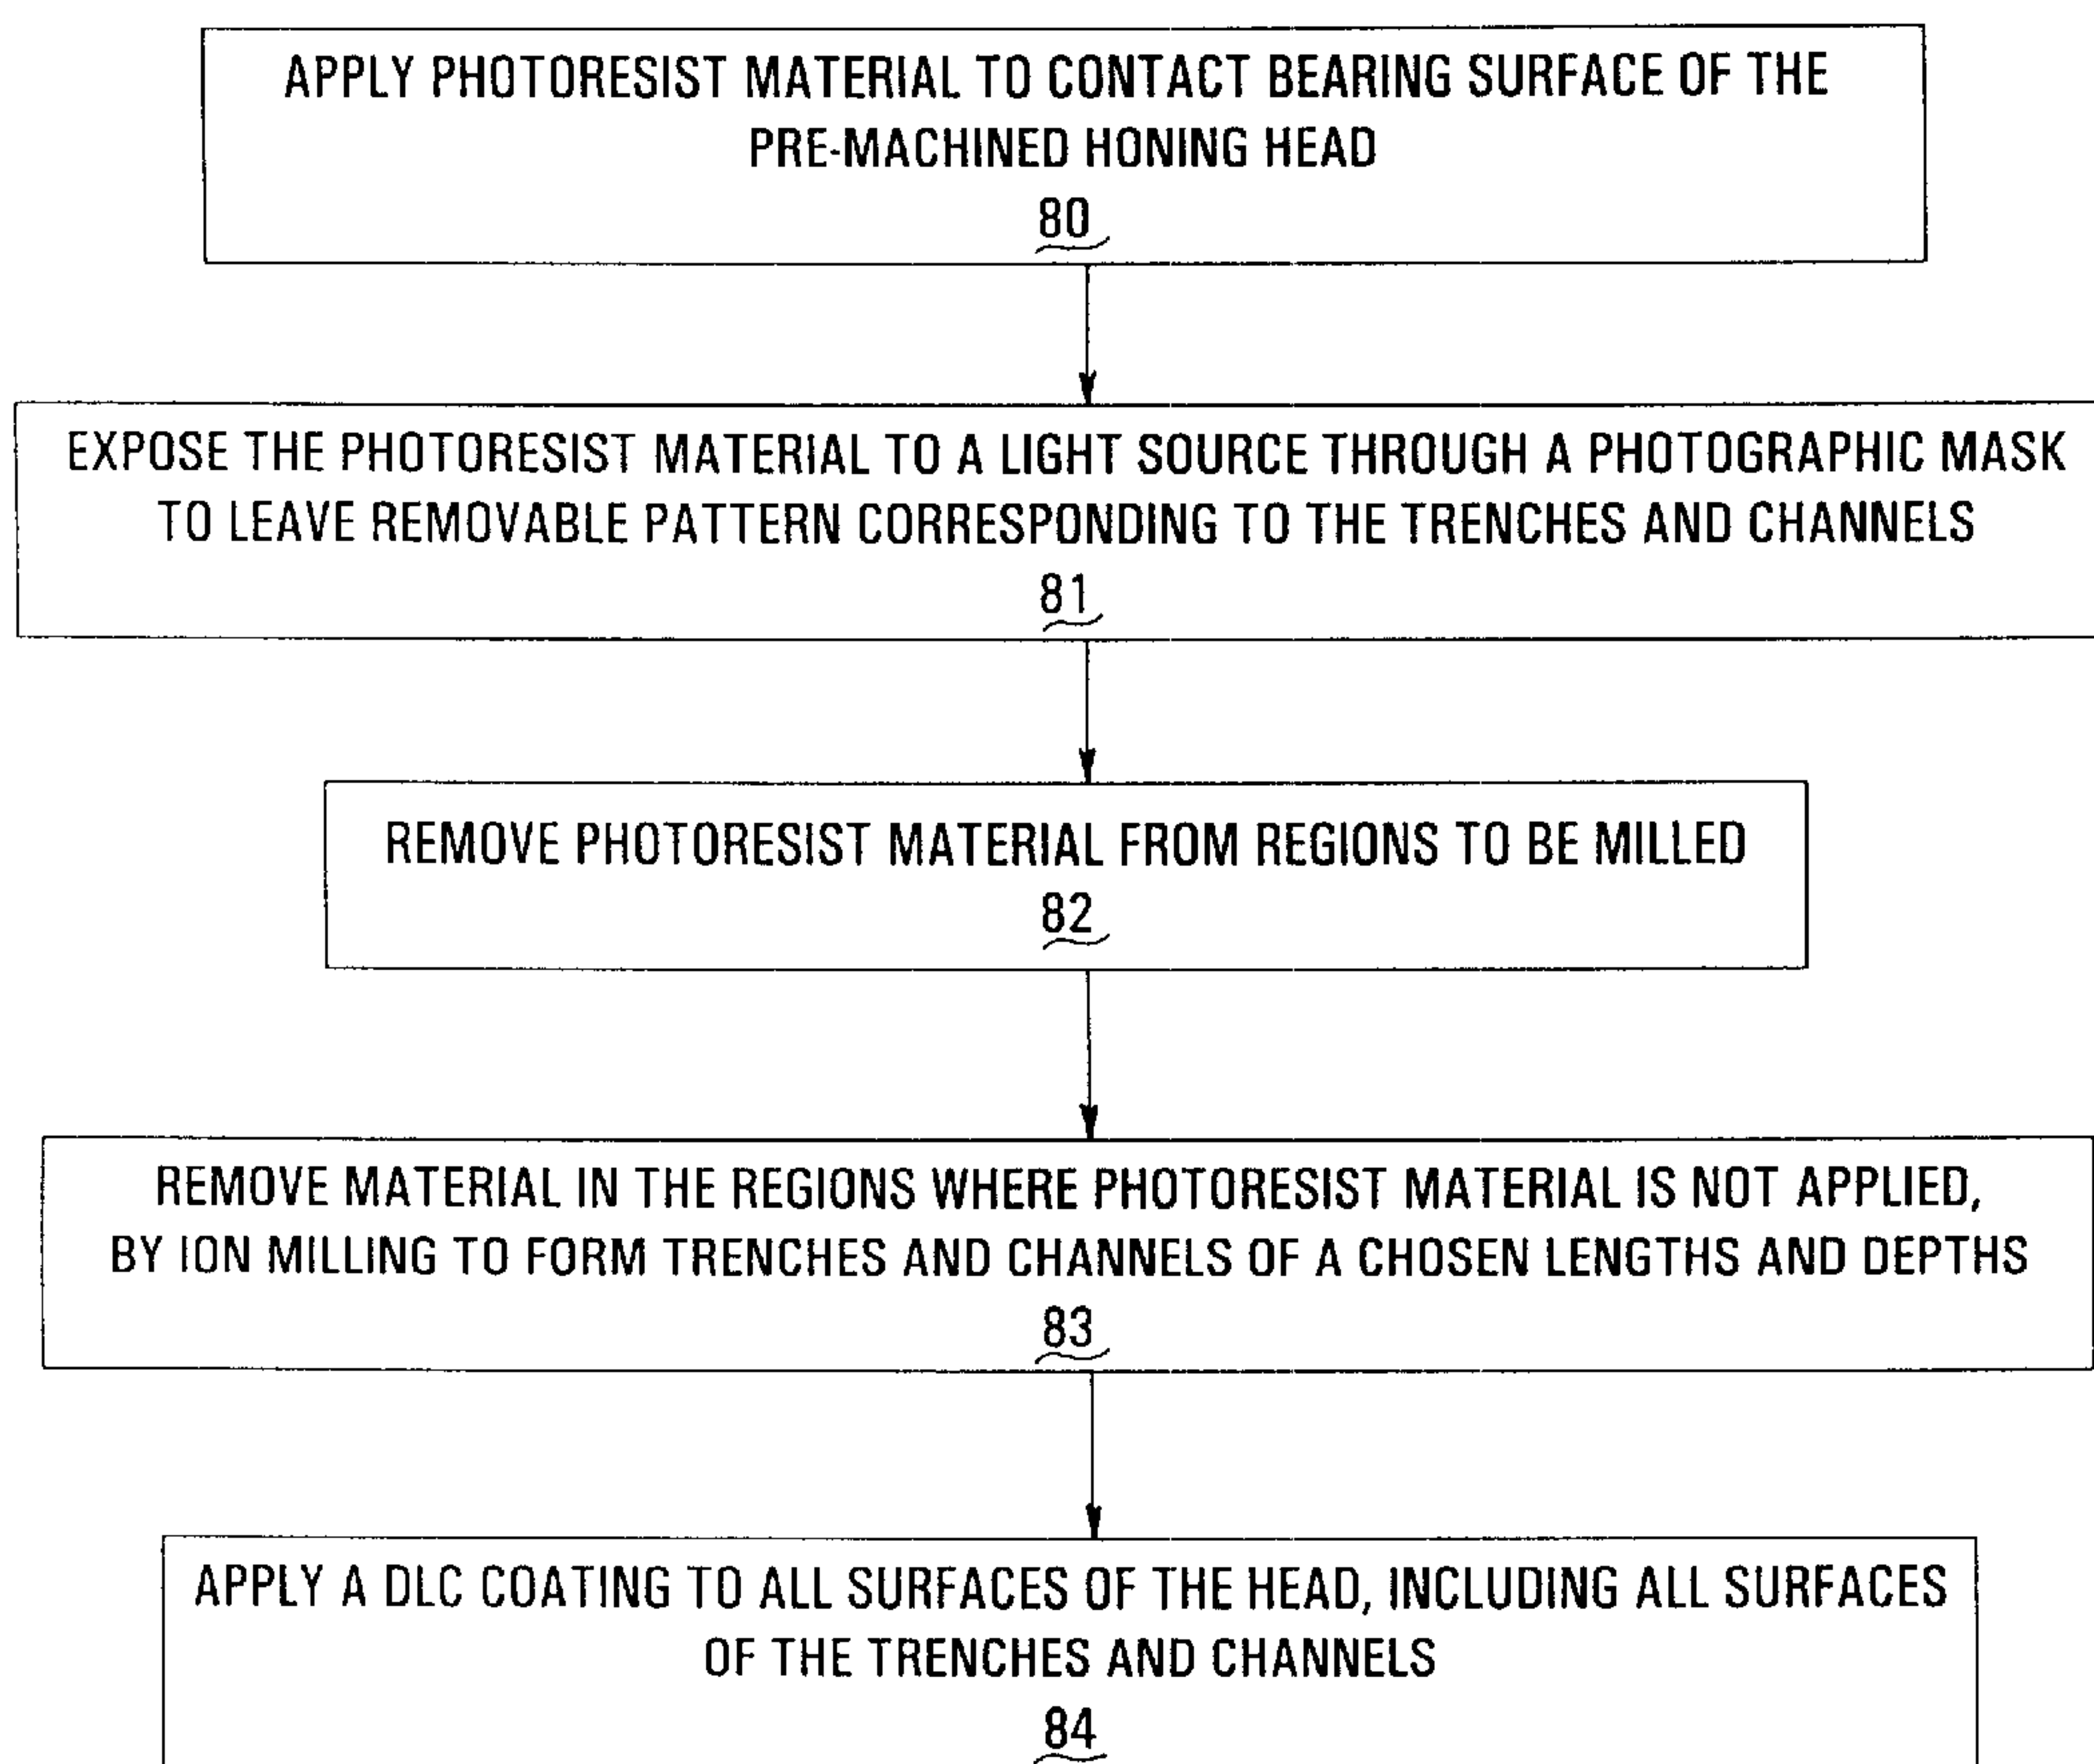 APPLY PHOTORESIST MATERIAL TO CONTACT BEARING SURFACE OF THE
PRE-MACHINED HONING HEAD
80
EXPOSE THE PHOTORESIST MATERIAL TO A LIGHT SOURCE THROUGH A PHOTOGRAPHIC MASK
TO LEAVE REMOVABLE PATTERN CORRESPONDING TO THE TRENCHES AND CHANNELS
81
REMOVE PHOTORESIST MATERIAL FROM REGIONS TO BE MILLED
82
REMOVE MATERIAL IN THE REGIONS WHERE PHOTORESIST MATERIAL IS NOT APPLIED,
BY ION MILLING TO FORM TRENCHES AND CHANNELS OF A CHOSEN LENGTHS AND DEPTHS
83
APPLY A DLC COATING TO ALL SURFACES OF THE HEAD, INCLUDING ALL SURFACES
OF THE TRENCHES AND CHANNELS
84